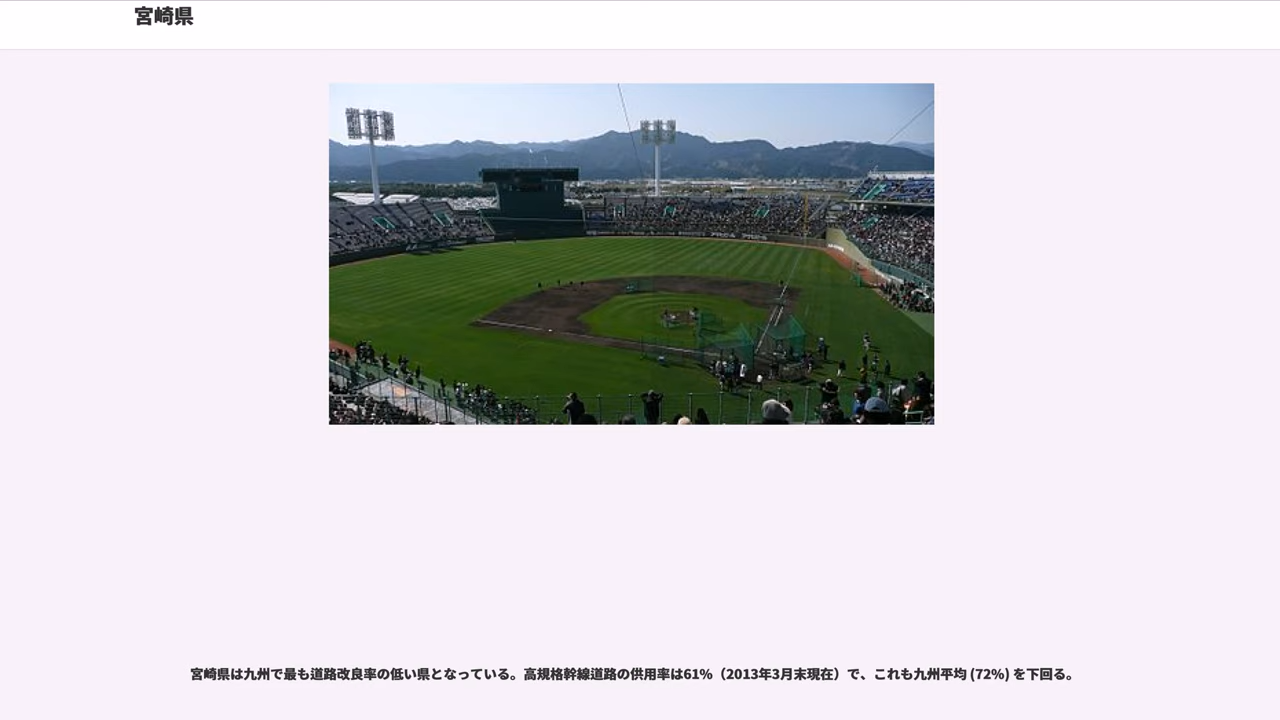 宮崎県
宮崎県は九州で最も道路改良率の低い県となっている。高規格幹線道路の供用率は61%（2013年3月末現在）で、これも九州平均 (72%) を下回る。